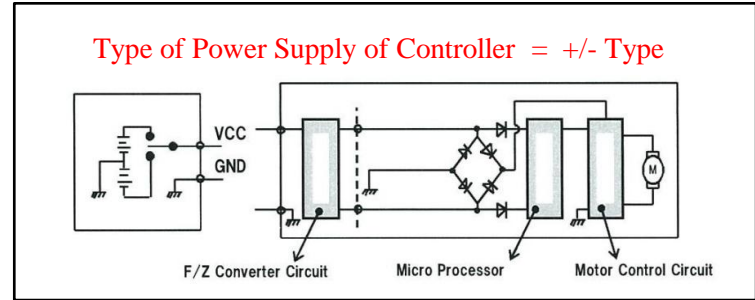 Type of Power Supply of Controller = +/- Type
VCC
GND
M
F/Z Converter Circuit
Micro Processor
Motor Control Circuit